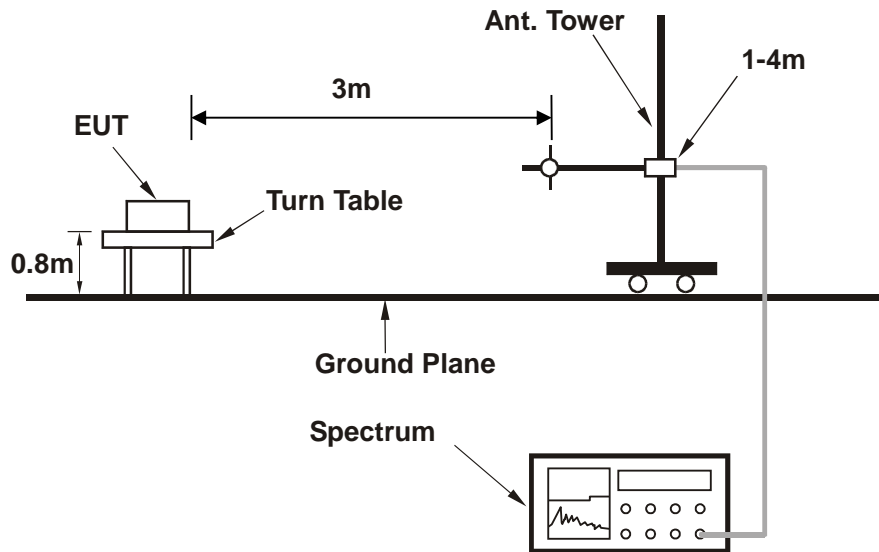 Ant. Tower
1-4m
3m
EUT
Turn Table
0.8m
Ground Plane
Spectrum